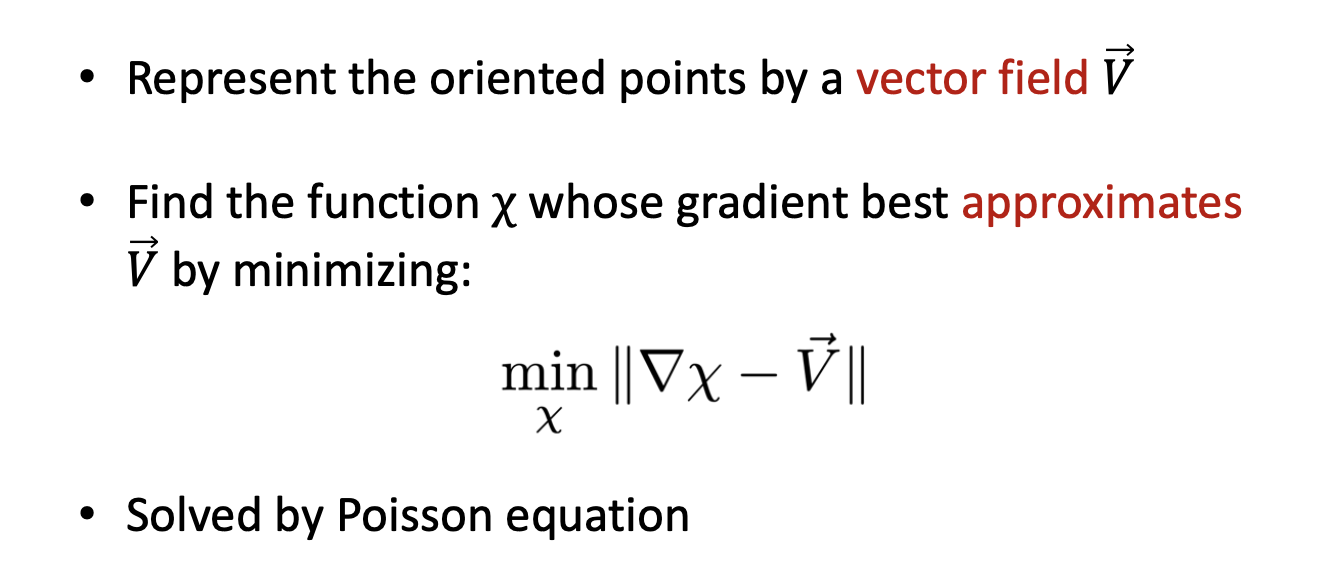 • Represent the oriented points by a vector field $\vec{V}$
• Find the function χ whose gradient best approximates
$\vec{V}$ by minimizing:
$\min_{\chi} \|\nabla\chi - \vec{V}\|$
• Solved by Poisson equation